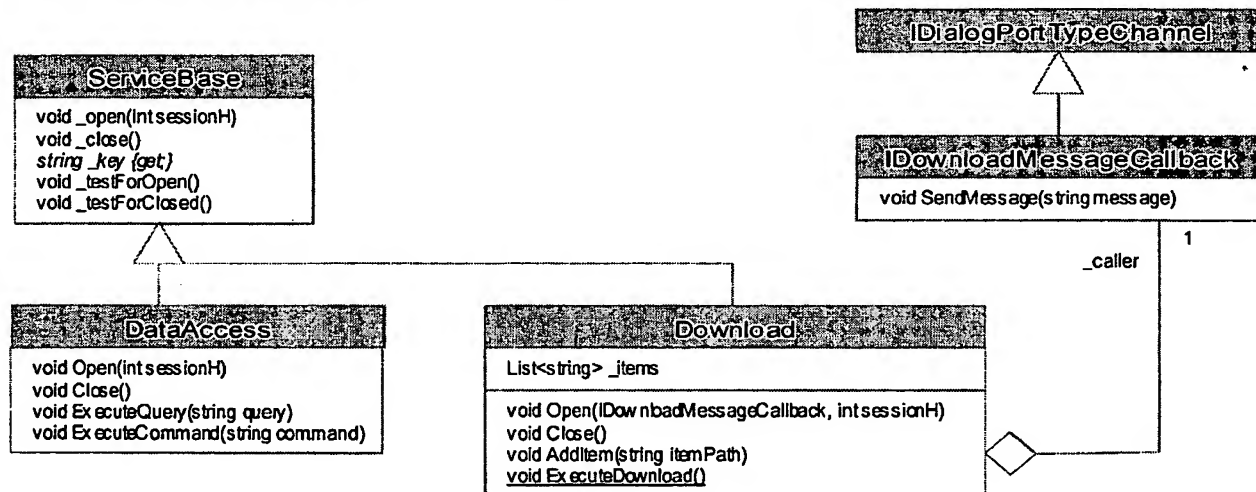 IDialogPortTypeChannel
ServiceBase
void _open(int sessionH)
void _close()
string _key {get;}
void _testForOpen()
void _testForClosed()
IDownloadMessageCallback
void SendMessage(string message)
1
_caller
DataAccess
void Open(int sessionH)
void Close()
void ExecuteQuery(string query)
void ExecuteCommand(string command)
Download
List<string> _items
void Open(IDownloadMessageCallback, int sessionH)
void Close()
void AddItem(string itemPath)
void ExecuteDownload()